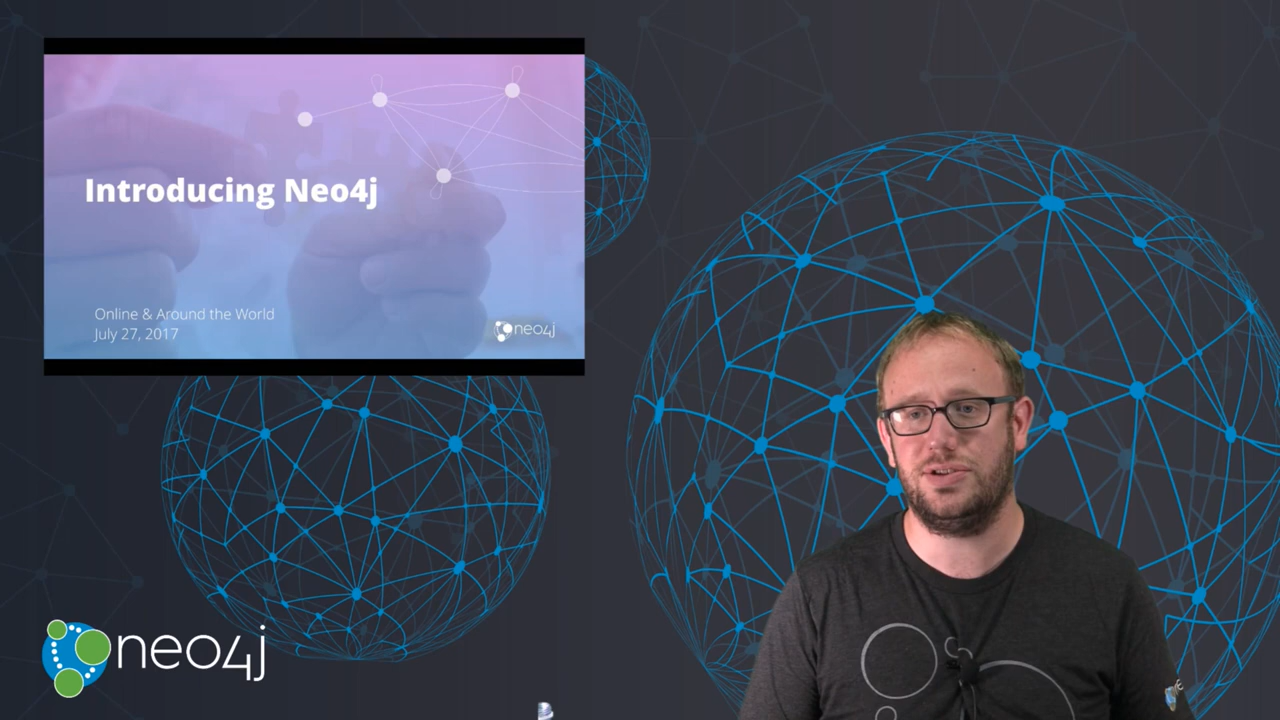 Introducing Neo4j
Online & Around the World
July 27, 2017
neo4j
neo4j